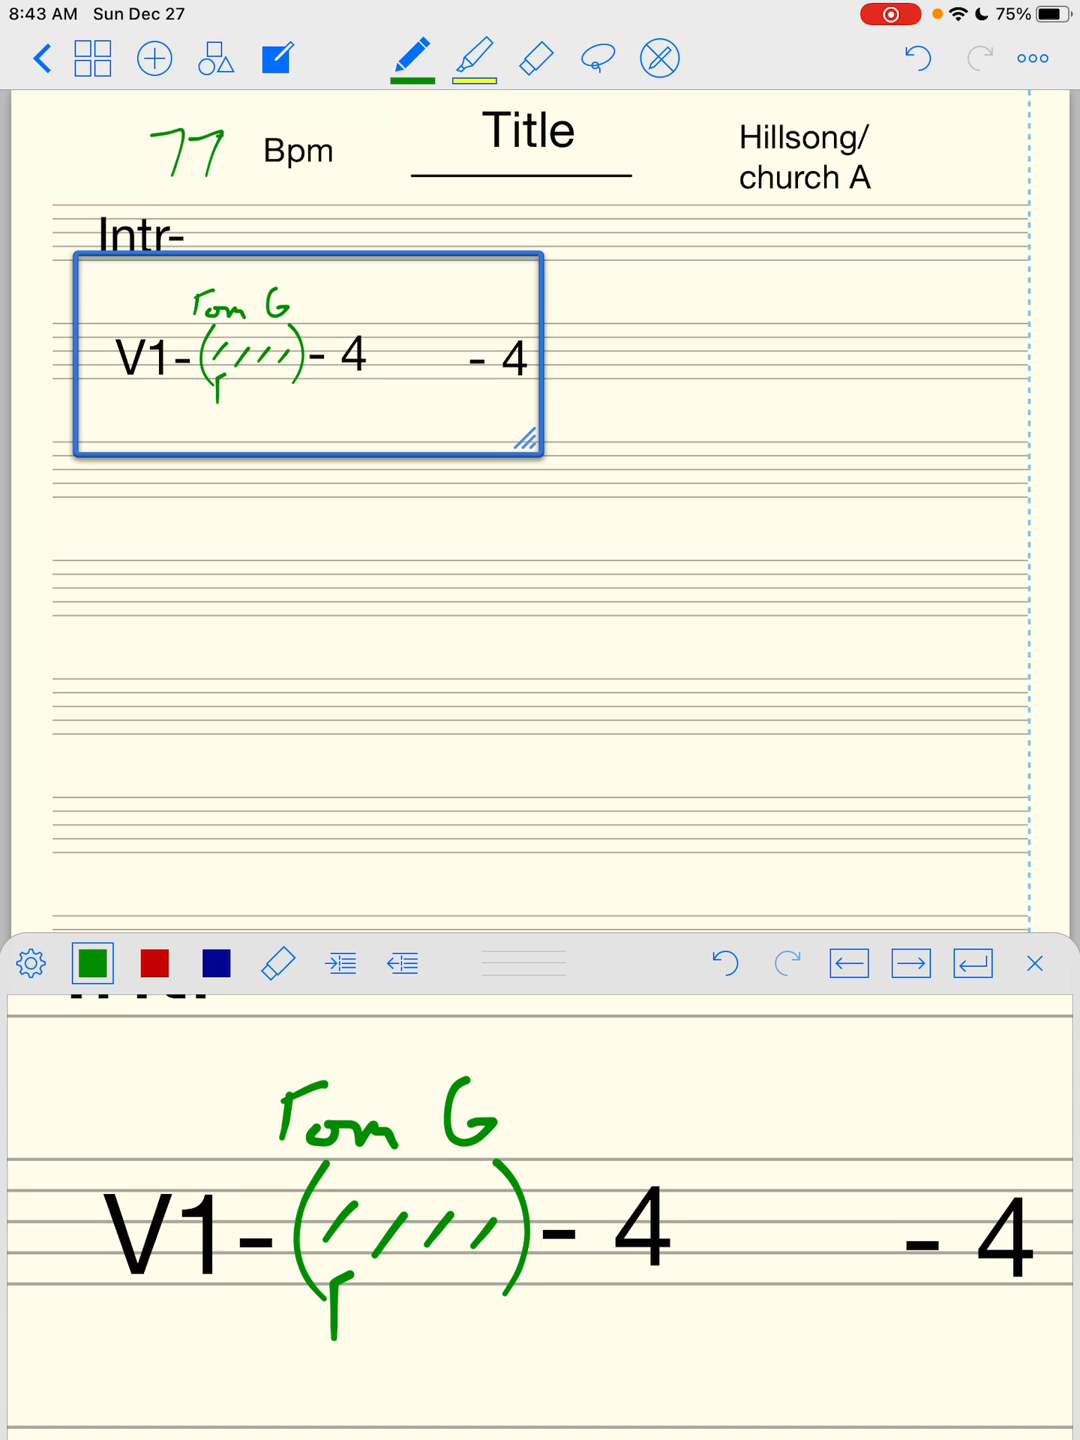 8:43 AM Sun Dec 27 75%
77 Bpm Title Hillsong/
church A
Intr-
Tom G
V1-(////)- 4 - 4
T
Tom G
V1-(////)- 4 - 4
T